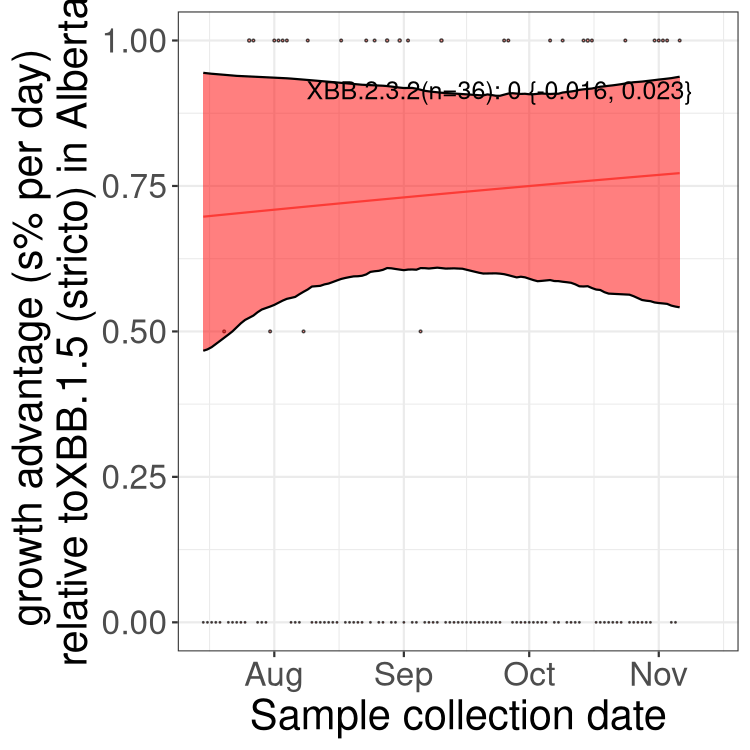 growth advantage (s% per day)
relative toXBB.1.5 (stricto) in Alberta
1.00
0.75
0.50
0.25
0.00
XBB.2.3.2(n=36): 0 {-0.016, 0.023}
Aug Sep Oct Nov
Sample collection date